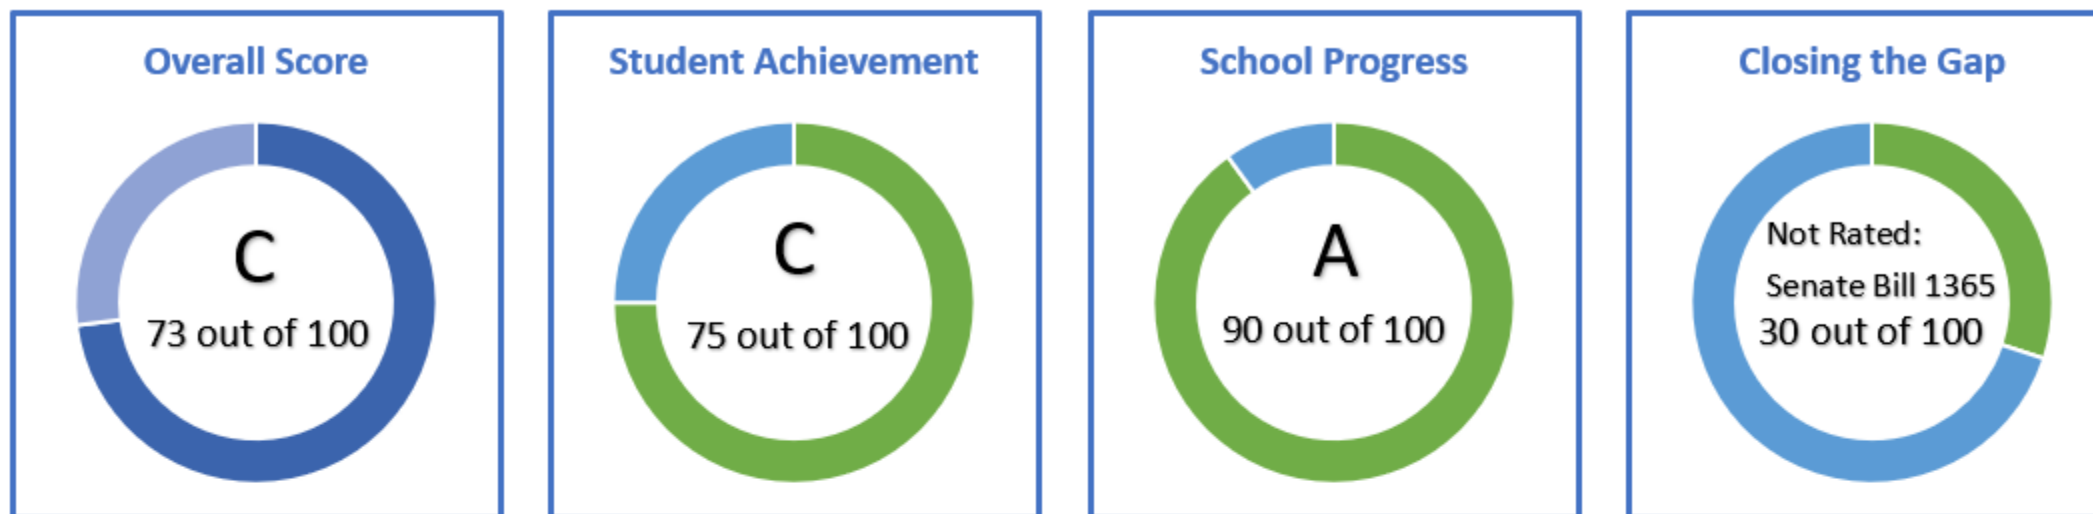 Overall Score
C
73 out of 100
Student Achievement
C
75 out of 100
School Progress
A
90 out of 100
Closing the Gap
Not Rated:
Senate Bill 1365
30 out of 100